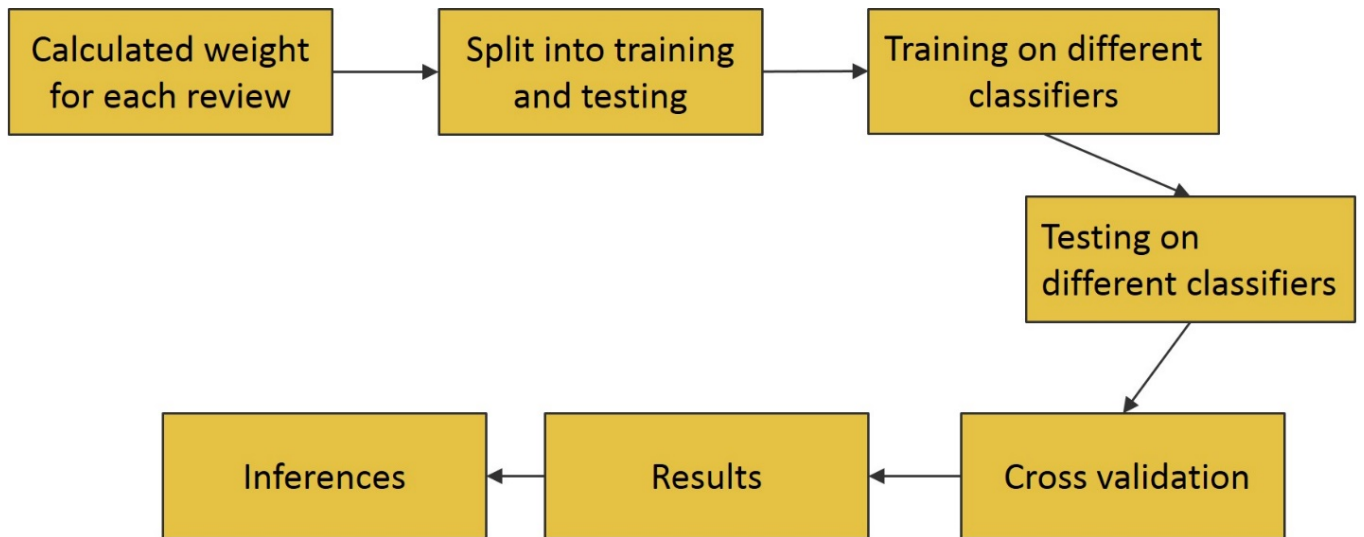 Calculated weight
for each review
Split into training
and testing
Training on different
classifiers
Testing on
different classifiers
Cross validation
Results
Inferences